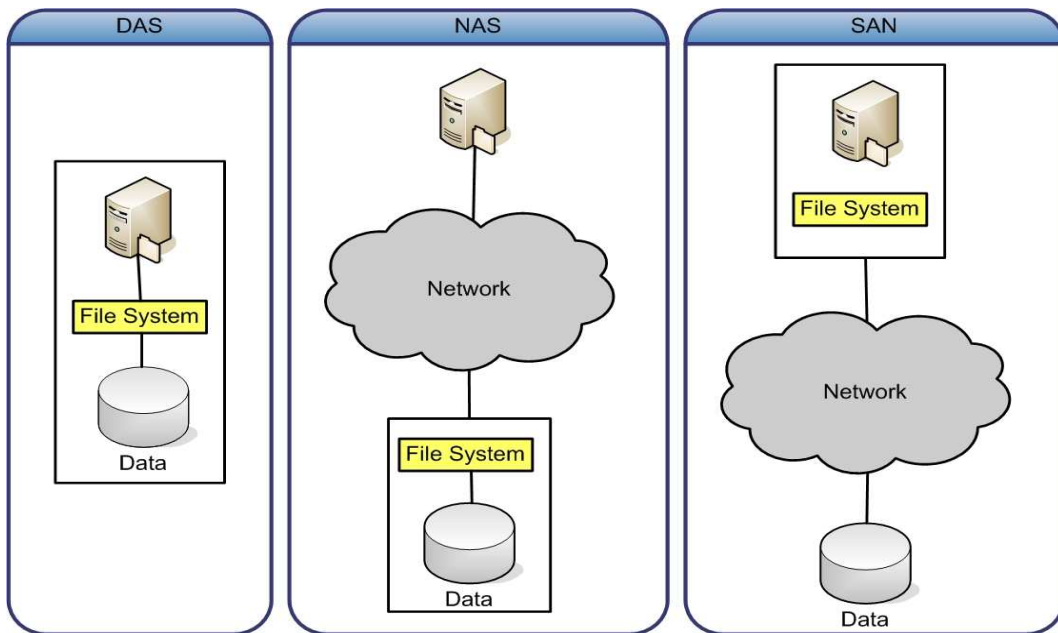 DAS
File System
Data
NAS
Network
File System
Data
SAN
File System
Network
Data